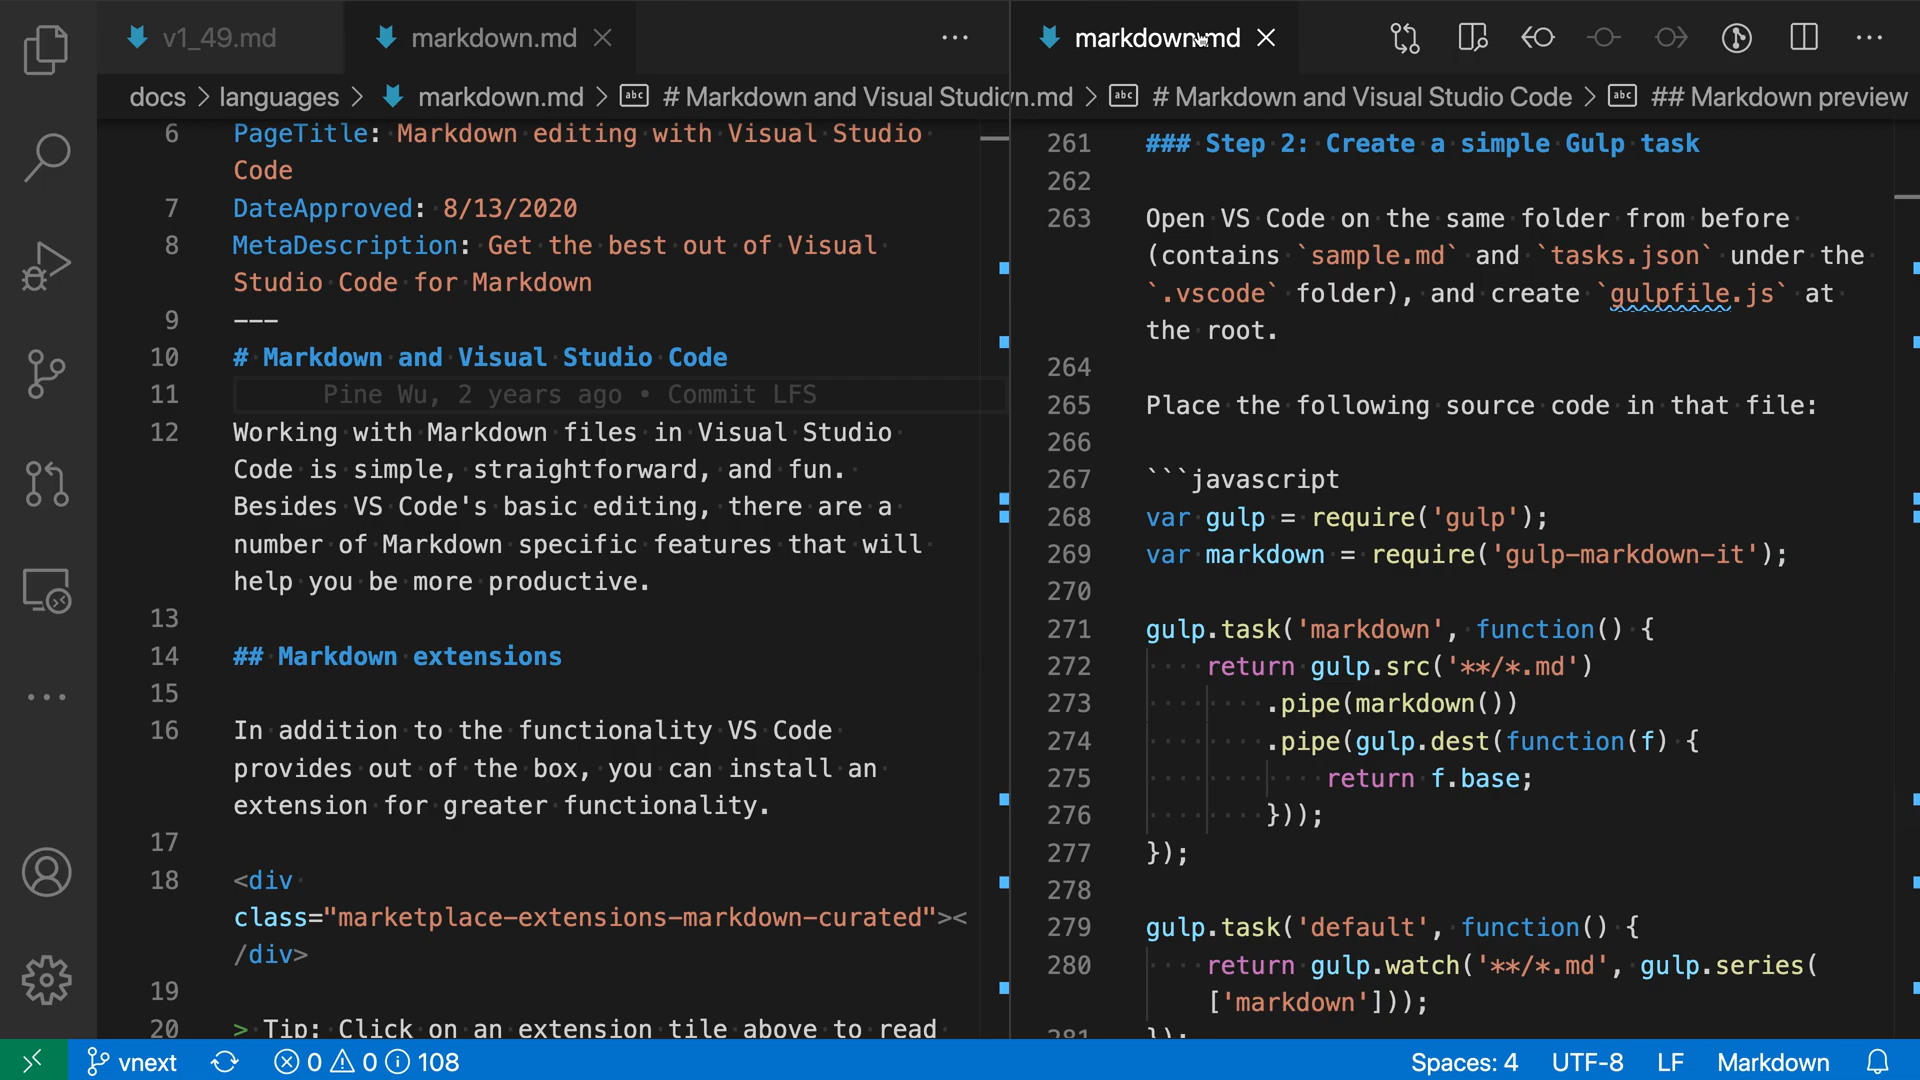 v1_49.md
markdown.md
docs > languages > markdown.md > # Markdown and Visual Studio
6 PageTitle: Markdown editing with Visual Studio
Code
7 DateApproved: 8/13/2020
8 MetaDescription: Get the best out of Visual
Studio Code for Markdown
9 ---
10 # Markdown and Visual Studio Code
11 Pine Wu, 2 years ago • Commit LFS
12 Working with Markdown files in Visual Studio
Code is simple, straightforward, and fun.
Besides VS Code's basic editing, there are a
number of Markdown specific features that will
help you be more productive.
13
14 ## Markdown extensions
15
16 In addition to the functionality VS Code
provides out of the box, you can install an
extension for greater functionality.
17
18 <div
class="marketplace-extensions-markdown-curated"><
/div>
19
20 > Tip: Click on an extension tile above to read
markdown.md
n.md > # Markdown and Visual Studio Code > ## Markdown preview
261 ### Step 2: Create a simple Gulp task
262
263 Open VS Code on the same folder from before
(contains `sample.md` and `tasks.json` under the
`.vscode` folder), and create `gulpfile.js` at
the root.
264
265 Place the following source code in that file:
266
267 ```javascript
268 var gulp = require('gulp');
269 var markdown = require('gulp-markdown-it');
270
271 gulp.task('markdown', function() {
272 return gulp.src('**/*.md')
273 .pipe(markdown())
274 .pipe(gulp.dest(function(f) {
275 return f.base;
276 }));
277 });
278
279 gulp.task('default', function() {
280 return gulp.watch('**/*.md', gulp.series(
['markdown']));
281 });
vnext 0 0 108
Spaces: 4 UTF-8 LF Markdown